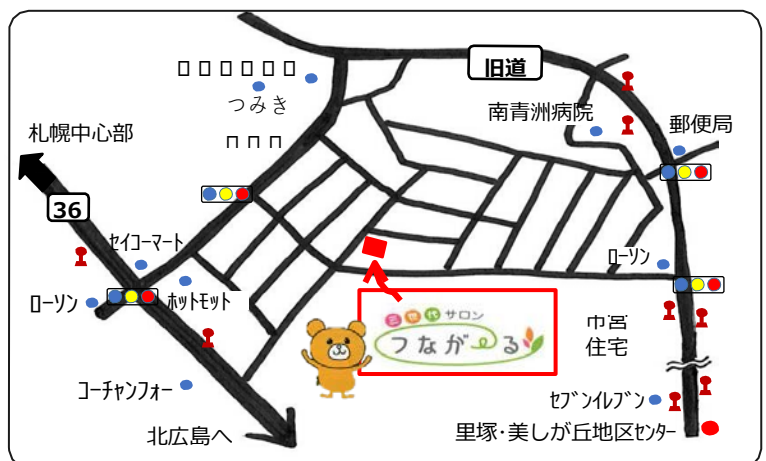 旧道
つみき
南青洲病院
郵便局
札幌中心部
36
セイコーマート
ローソン
ホットモット
ローソン
三世代サロン
つながーる
市営
住宅
コーチャンフォー
セブンイレブン
北広島へ
里塚・美しが丘地区センター